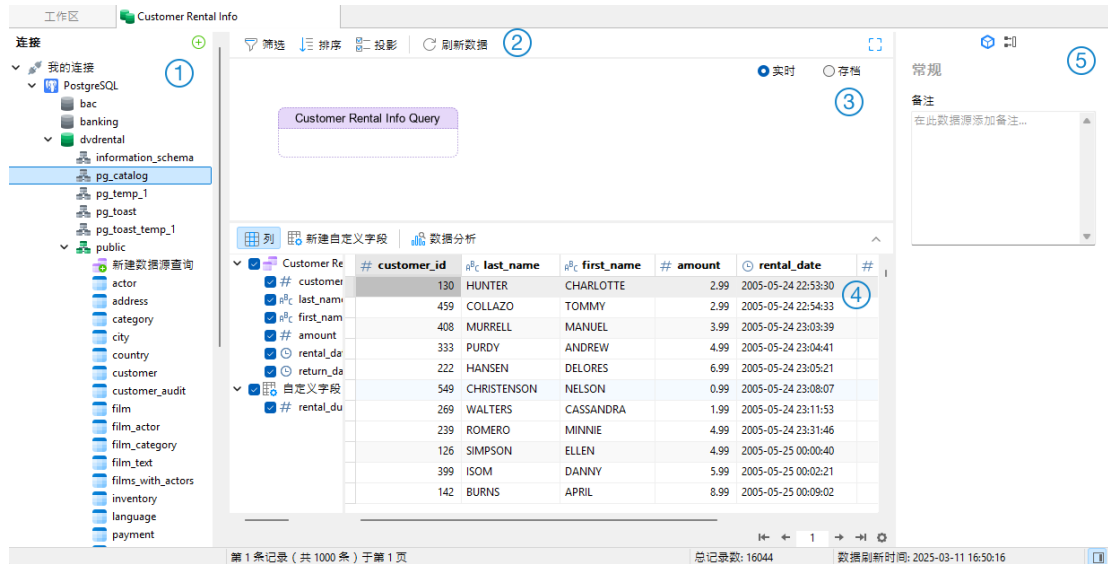 工作区
Customer Rental Info
连接
我的连接
PostgreSQL
bac
banking
dvdrental
information_schema
pg_catalog
pg_temp_1
pg_toast
pg_toast_temp_1
public
新建数据源查询
actor
address
category
city
country
customer
customer_audit
film
film_actor
film_category
film_text
films_with_actors
inventory
language
payment
1
筛选 排序 投影 刷新数据 2
实时 存档
3
Customer Rental Info Query
列 新建自定义字段 数据分析
Customer Re
# customer
ABC last_name
ABC first_nam
# amount
rental_da
return_da
自定义字段
# rental_du
# customer_id ABC last_name ABC first_name # amount rental_date #
130 HUNTER CHARLOTTE 2.99 2005-05-24 22:53:30
459 COLLAZO TOMMY 2.99 2005-05-24 22:54:33
408 MURRELL MANUEL 3.99 2005-05-24 23:03:39
333 PURDY ANDREW 4.99 2005-05-24 23:04:41
222 HANSEN DELORES 6.99 2005-05-24 23:05:21
549 CHRISTENSON NELSON 0.99 2005-05-24 23:08:07
269 WALTERS CASSANDRA 1.99 2005-05-24 23:11:53
239 ROMERO MINNIE 4.99 2005-05-24 23:31:46
126 SIMPSON ELLEN 4.99 2005-05-25 00:00:40
399 ISOM DANNY 5.99 2005-05-25 00:02:21
142 BURNS APRIL 8.99 2005-05-25 00:09:02
4
1
5
常规
备注
在此数据源添加备注...
第 1 条记录 ( 共 1000 条 ) 于第 1 页
总记录数: 16044
数据刷新时间: 2025-03-11 16:50:16